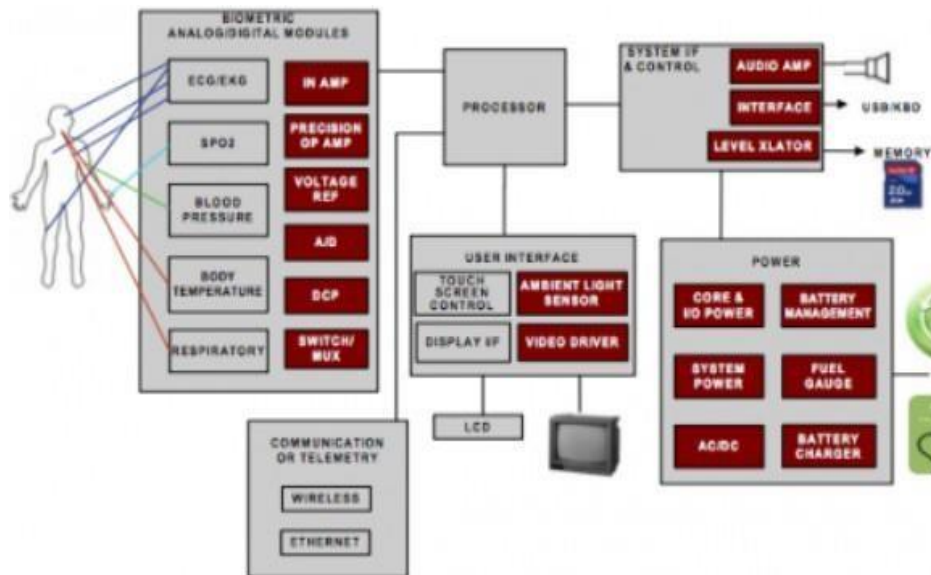 BIOMETRIC
ANALOG/DIGITAL MODULES
ECG/EKG
IN AMP
SPO2
PRECISION
OP AMP
BLOOD
PRESSURE
VOLTAGE
REF
A/D
BODY
TEMPERATURE
DCP
RESPIRATORY
SWITCH/
MUX
PROCESSOR
SYSTEM I/F
& CONTROL
AUDIO AMP
INTERFACE
USB/KBD
LEVEL XLATOR
MEMORY
USER INTERFACE
TOUCH
SCREEN
CONTROL
AMBIENT LIGHT
SENSOR
DISPLAY I/F
VIDEO DRIVER
LCD
POWER
CORE &
I/O POWER
BATTERY
MANAGEMENT
SYSTEM
POWER
FUEL
GAUGE
AC/DC
BATTERY
CHARGER
COMMUNICATION
OR TELEMETRY
WIRELESS
ETHERNET